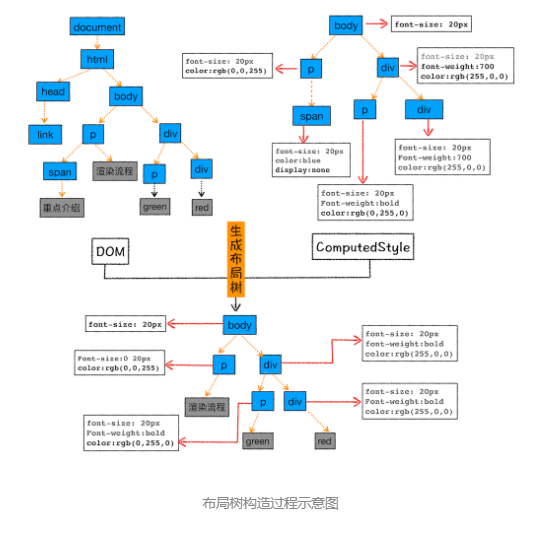 document
html
head
body
link
p
div
span
渲染流程
p
div
重点介绍
green
red
DOM
body
font-size: 20px
font-size: 20px
color:rgb(0,0,255)
p
div
font-size: 20px
font-weight:700
color:rgb(255,0,0)
span
p
div
font-size: 20px
color:blue
display:none
font-size: 20px
Font-weight:700
color:rgb(255,0,0)
font-size: 20px
Font-weight:bold
color:rgb(0,255,0)
ComputedStyle
生成布局树
body
font-size: 20px
Font-size:0 20px
color:rgb(0,0,255)
p
div
font-size: 20px
font-weight:bold
color:rgb(255,0,0)
渲染流程
p
div
font-size: 20px
Font-weight:bold
color:rgb(255,0,0)
font-size: 20px
Font-weight:bold
color:rgb(0,255,0)
green
red
布局树构造过程示意图